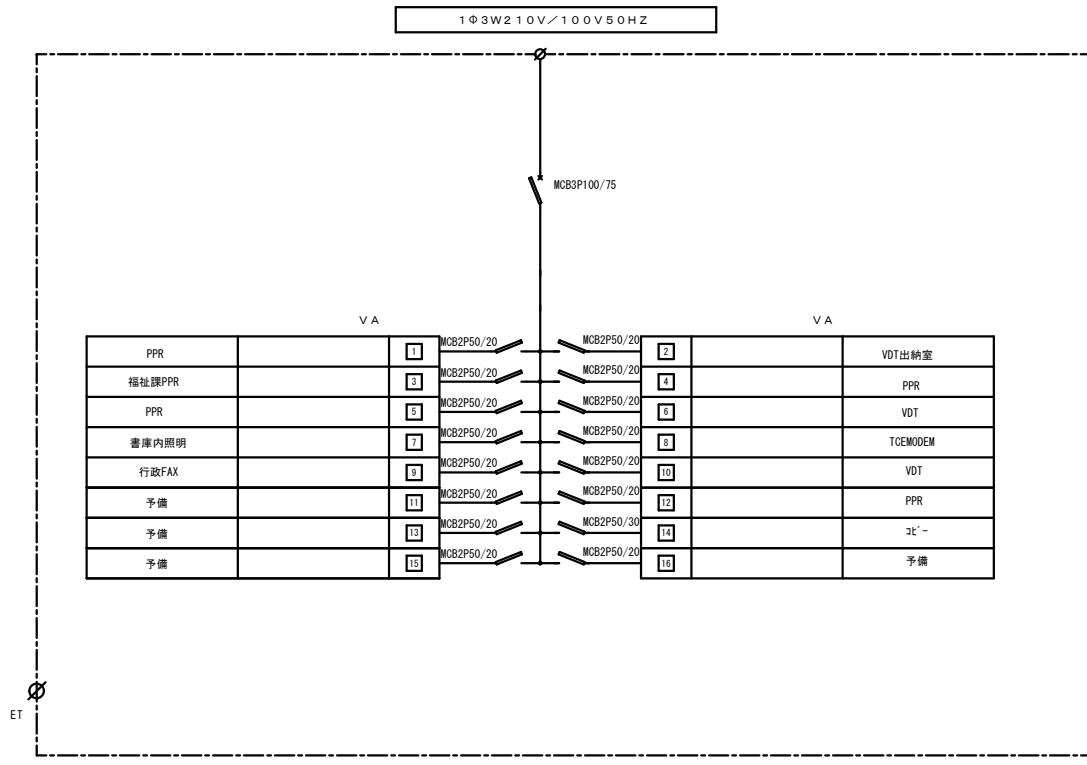 1Φ3W210V/100V50HZ
MCB3P100/75
VA VA
PPR 1 MCB2P50/20 MCB2P50/20 2 VDT出納室
福祉課PPR 3 MCB2P50/20 MCB2P50/20 4 PPR
PPR 5 MCB2P50/20 MCB2P50/20 6 VDT
書庫内照明 7 MCB2P50/20 MCB2P50/20 8 TCEMODEM
行政FAX 9 MCB2P50/20 MCB2P50/20 10 VDT
予備 11 MCB2P50/20 MCB2P50/20 12 PPR
予備 13 MCB2P50/20 MCB2P50/30 14 コピー
予備 15 MCB2P50/20 MCB2P50/20 16 予備
ET